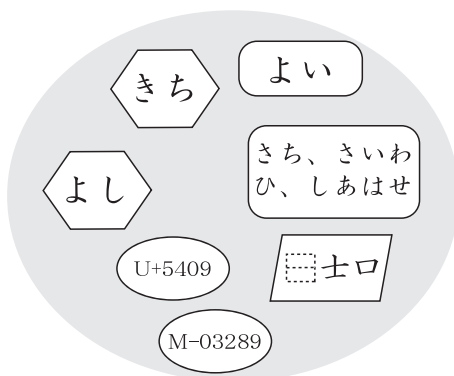 きち
よい
さち、さいわ
ひ、しあはせ
よし
U+5409
⿱士口
M-03289